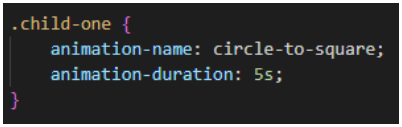 .child-one {
    animation-name: circle-to-square;
    animation-duration: 5s;
}